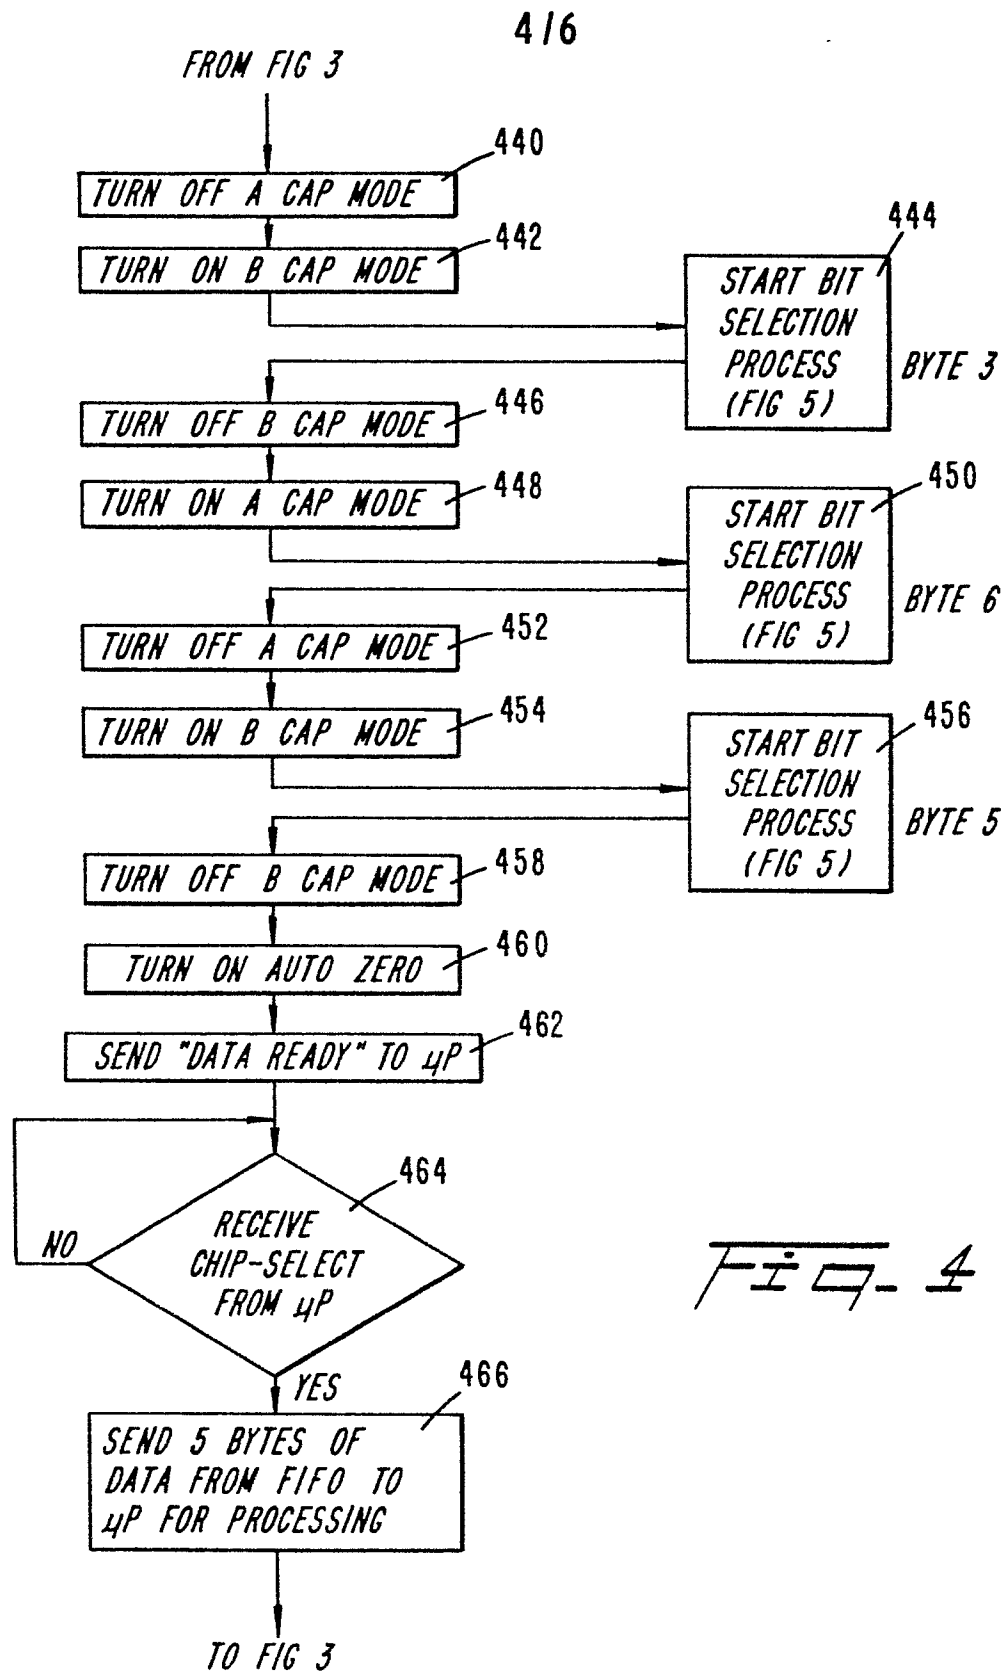 4/6
FROM FIG 3
440
TURN OFF A CAP MODE
442
TURN ON B CAP MODE
444
START BIT
SELECTION
PROCESS
(FIG 5)
BYTE 3
446
TURN OFF B CAP MODE
448
TURN ON A CAP MODE
450
START BIT
SELECTION
PROCESS
(FIG 5)
BYTE 6
452
TURN OFF A CAP MODE
454
TURN ON B CAP MODE
456
START BIT
SELECTION
PROCESS
(FIG 5)
BYTE 5
458
TURN OFF B CAP MODE
460
TURN ON AUTO ZERO
462
SEND "DATA READY" TO μP
464
RECEIVE
CHIP-SELECT
FROM μP
NO
YES
466
SEND 5 BYTES OF
DATA FROM FIFO TO
μP FOR PROCESSING
TO FIG 3
Fig. 4